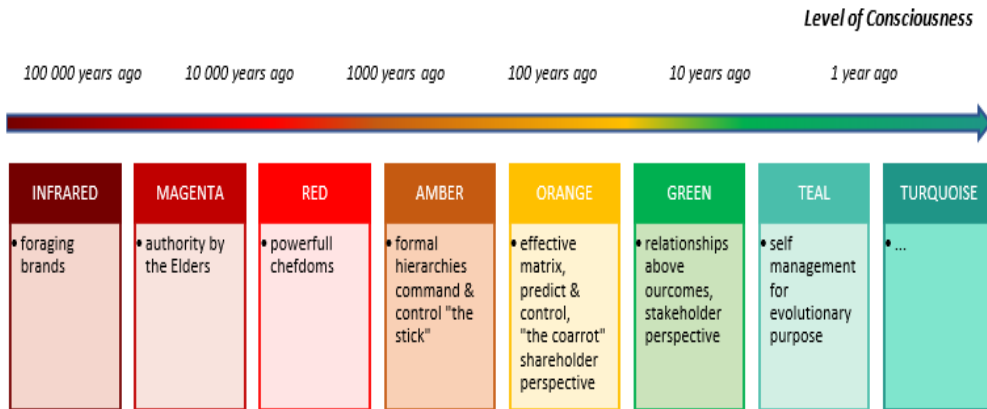 Level of Consciousness
100 000 years ago
10 000 years ago
1000 years ago
100 years ago
10 years ago
1 year ago
INFRARED
• foraging
brands
MAGENTA
• authority by
the Elders
RED
• powerfull
chefdoms
AMBER
• formal
hierarchies
command &
control "the
stick"
ORANGE
• effective
matrix,
predict &
control,
"the coarrot"
shareholder
perspective
GREEN
• relationships
above
ourcomes,
stakeholder
perspective
TEAL
• self
management
for
evolutionary
purpose
TURQUOISE
• ...